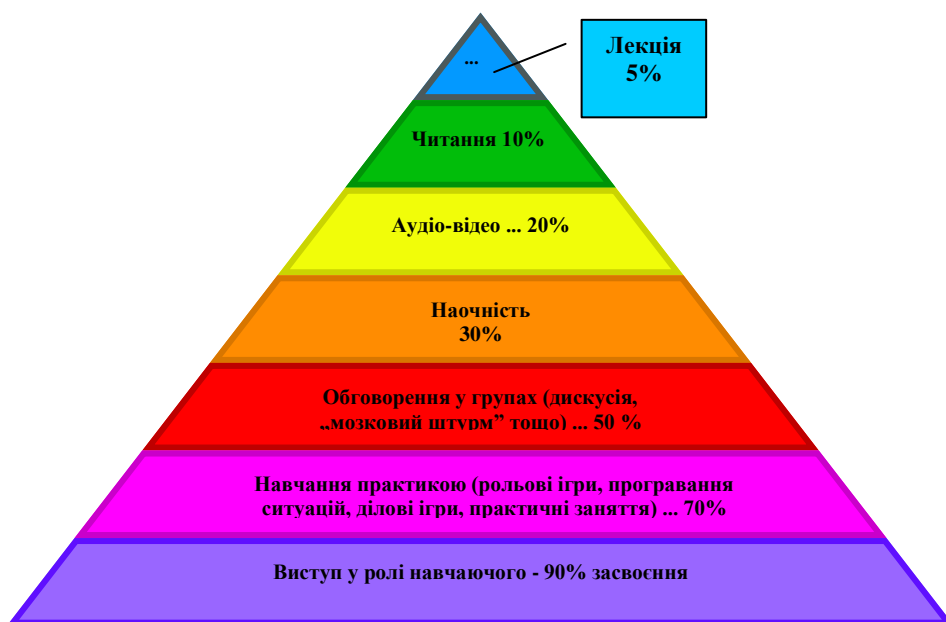 ...
Лекція
5%
Читання 10%
Аудіо-відео ... 20%
Наочність
30%
Обговорення у групах (дискусія,
„мозковий штурм” тощо) ... 50 %
Навчання практикою (рольові ігри, програвання
ситуацій, ділові ігри, практичні заняття) ... 70%
Виступ у ролі навчаючого - 90% засвоєння